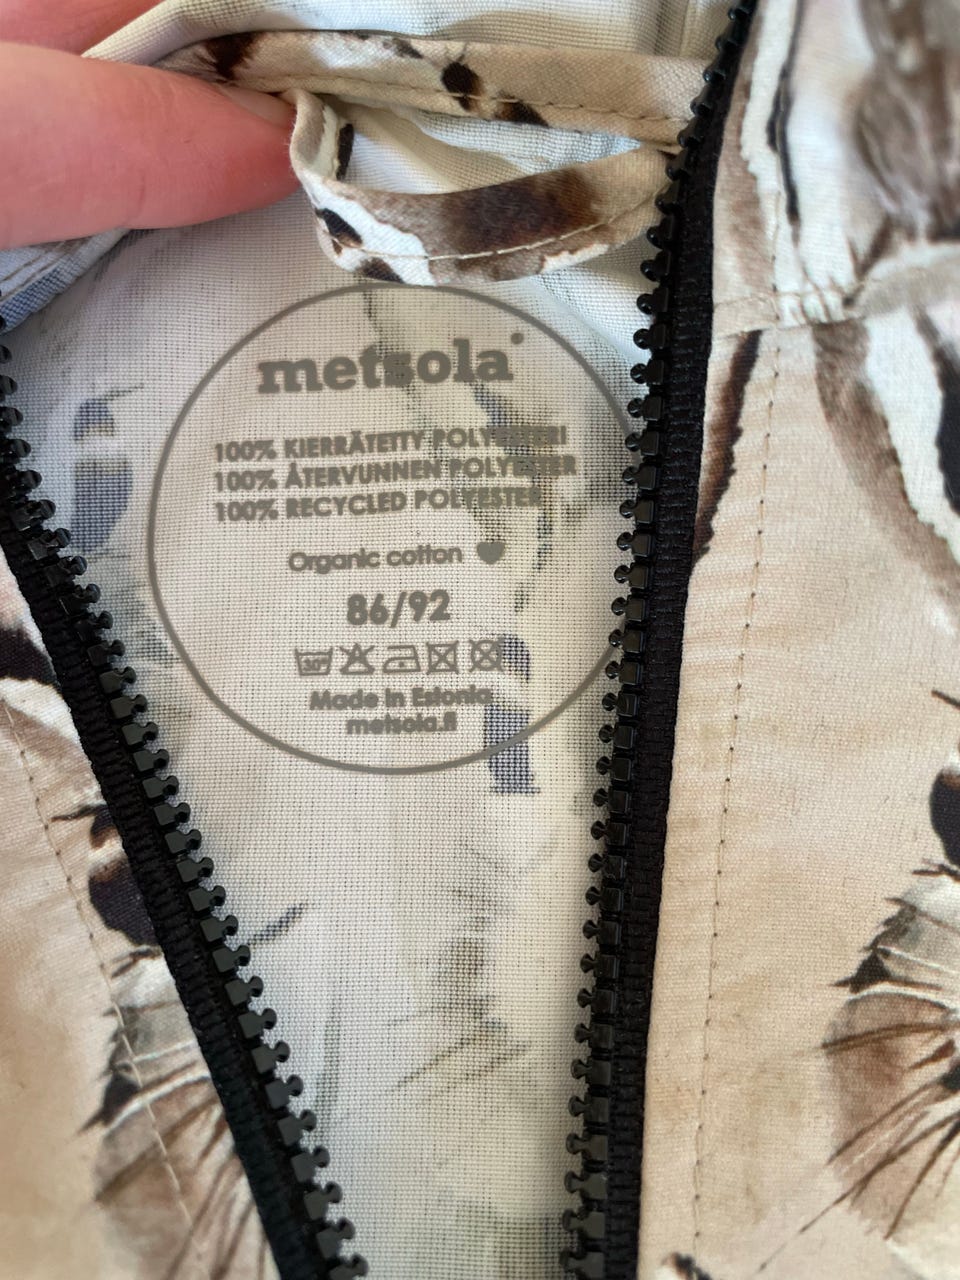 metsola
100% KIERRÄTETTY POLYESTERI
100% ÅTERVUNNEN POLYESTER
100% RECYCLED POLYESTER
Organic cotton
86/92
30°
Made in Estonia
metsola.fi